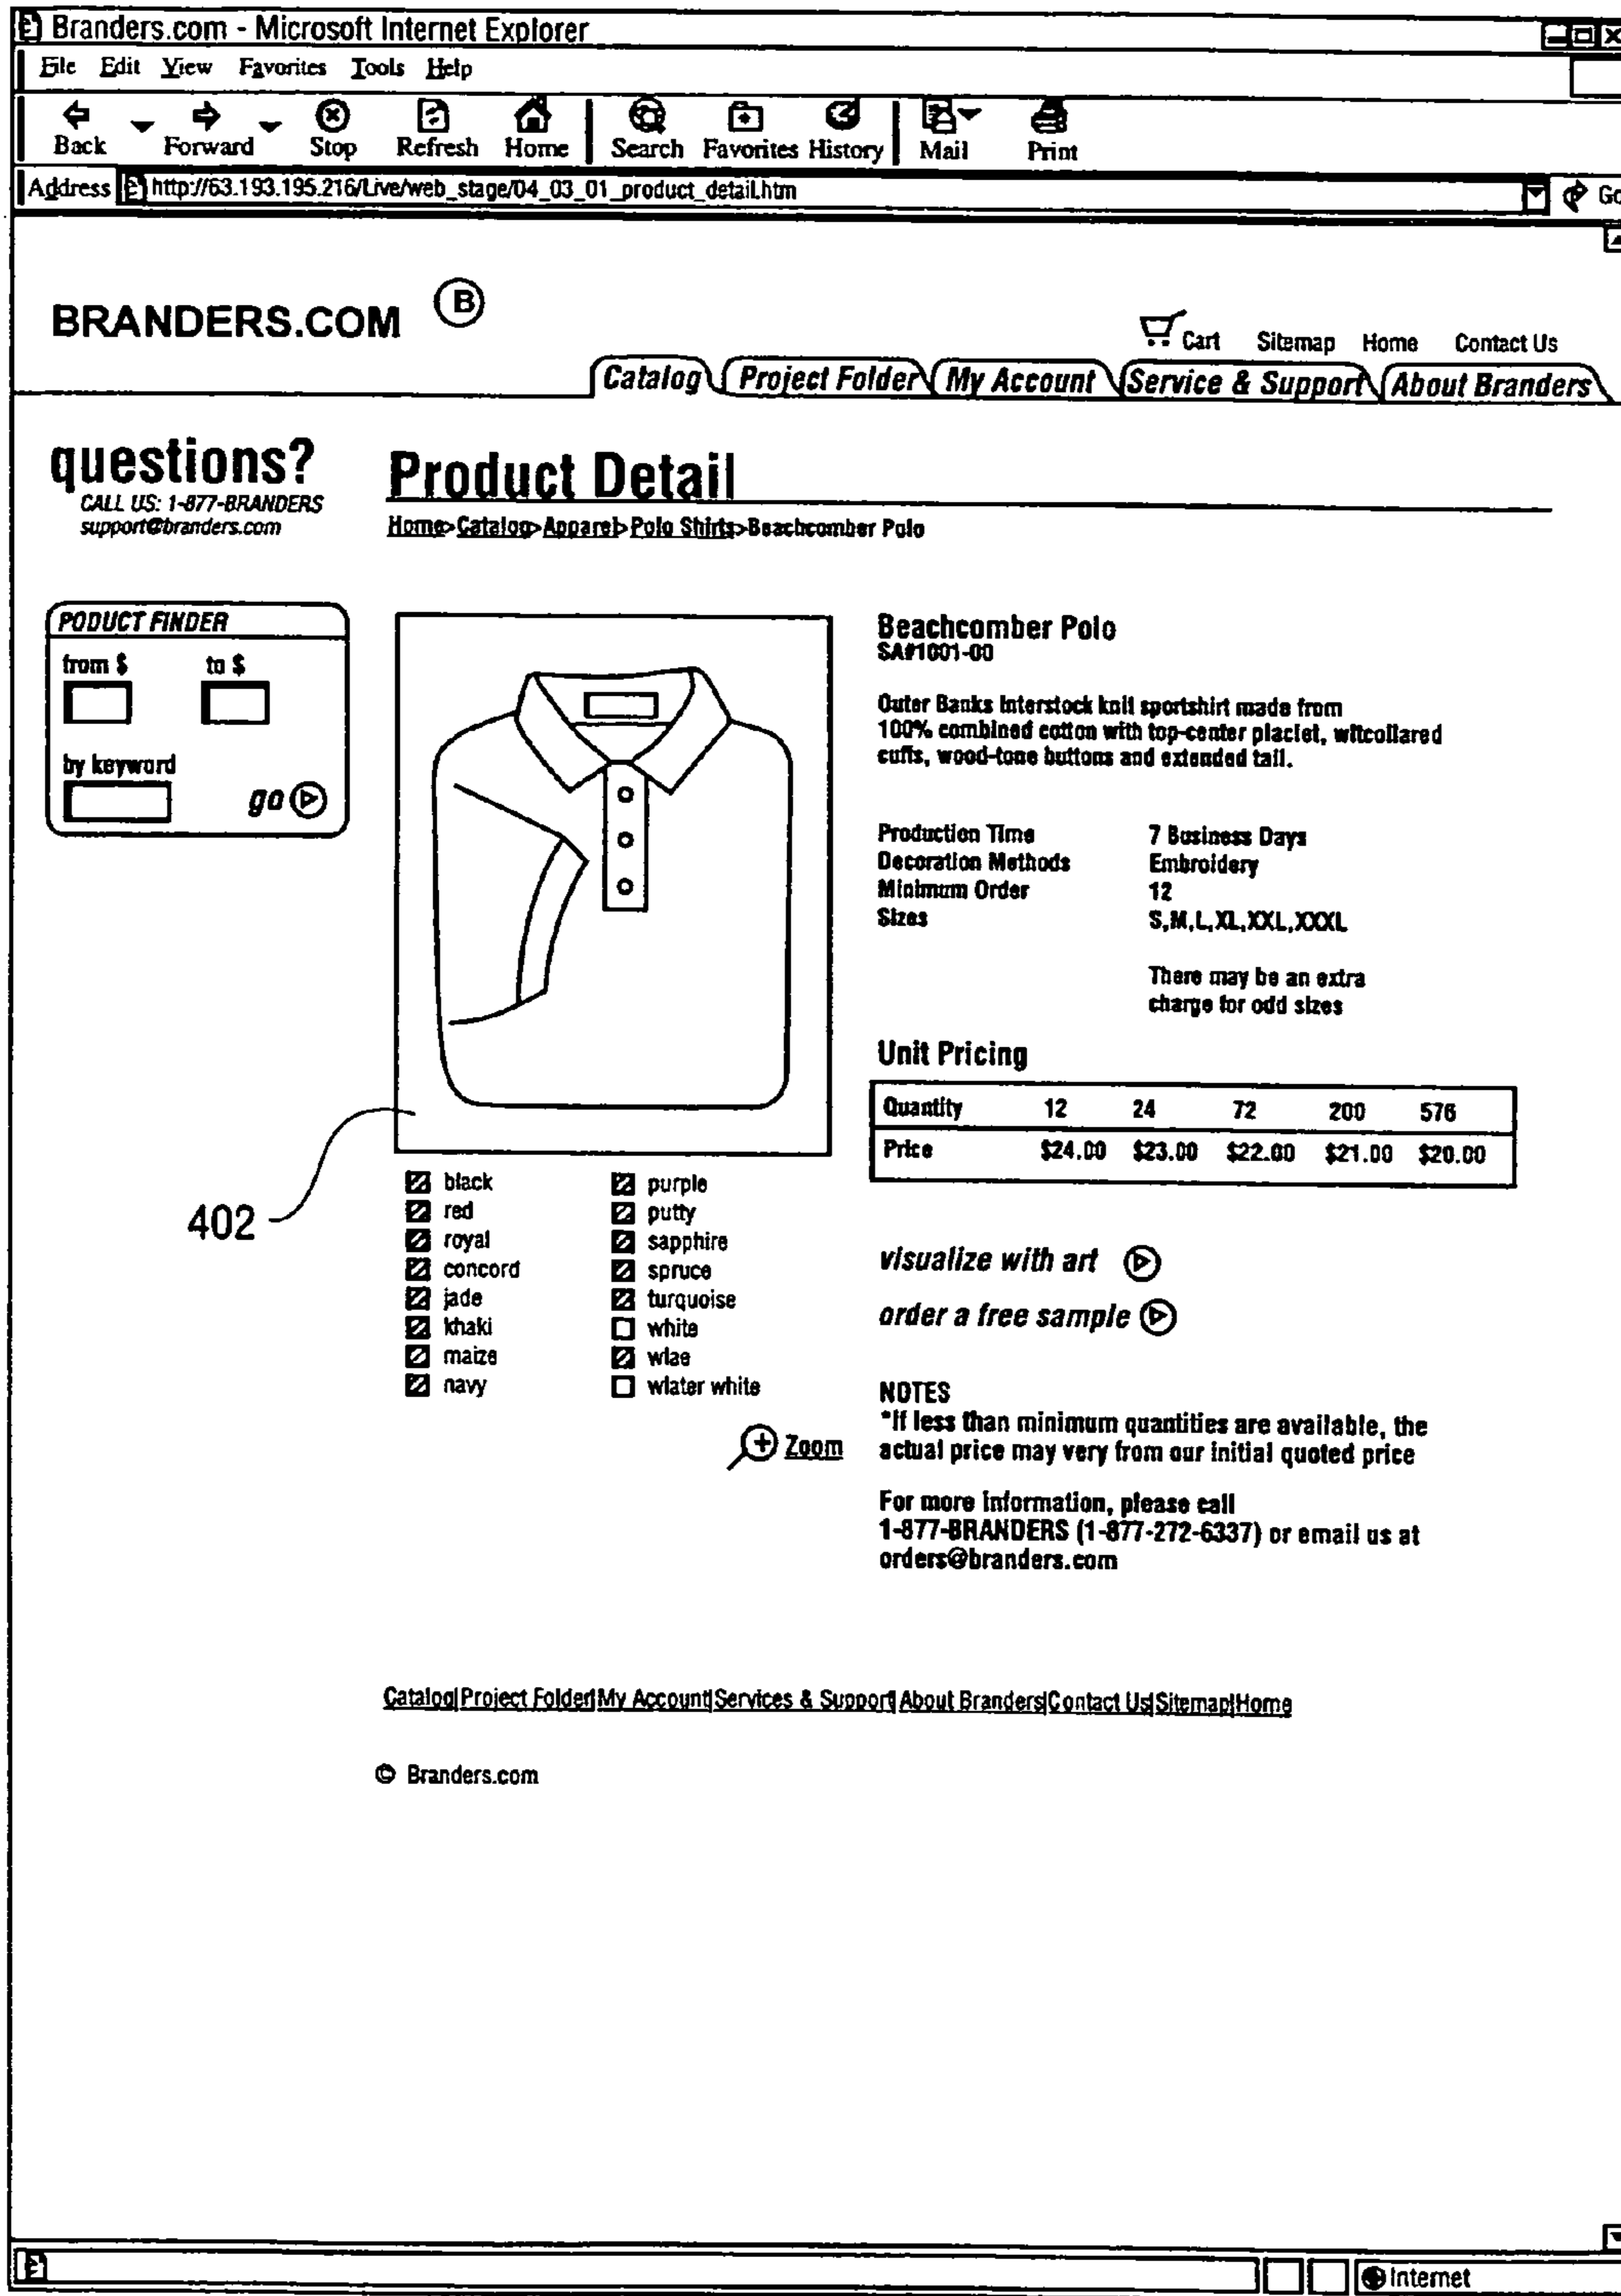 Branders.com - Microsoft Internet Explorer
File Edit View Favorites Tools Help
Back Forward Stop Refresh Home Search Favorites History Mail Print
Address http://63.193.195.216/Live/web_stage/04_03_01_product_detail.htm Go
BRANDERS.COM B
Cart Sitemap Home Contact Us
Catalog Project Folder My Account Service & Support About Branders
questions?
CALL US: 1-877-BRANDERS
support@branders.com
Product Detail
Home>Catalog>Apparel>Polo Shirts>Beachcomber Polo
PODUCT FINDER
from $ to $
by keyword
go
402
black
red
royal
concord
jade
khaki
maize
navy
purple
putty
sapphire
spruce
turquoise
white
wlae
wlater white
Zoom
Beachcomber Polo
SA#1001-00
Outer Banks Interstock knit sportshirt made from
100% combined cotton with top-center placlet, witcollared
cuffs, wood-tone buttons and extended tail.
Production Time 7 Business Days
Decoration Methods Embroidery
Minimum Order 12
Sizes S,M,L,XL,XXL,XXXL
There may be an extra
charge for odd sizes
Unit Pricing
Quantity 12 24 72 200 576
Price $24.00 $23.00 $22.00 $21.00 $20.00
visualize with art
order a free sample
NOTES
*If less than minimum quantities are available, the
actual price may very from our initial quoted price
For more information, please call
1-877-BRANDERS (1-877-272-6337) or email us at
orders@branders.com
Catalog|Project Folder|My Account|Services & Support|About Branders|Contact Us|Sitemap|Home
© Branders.com
Internet